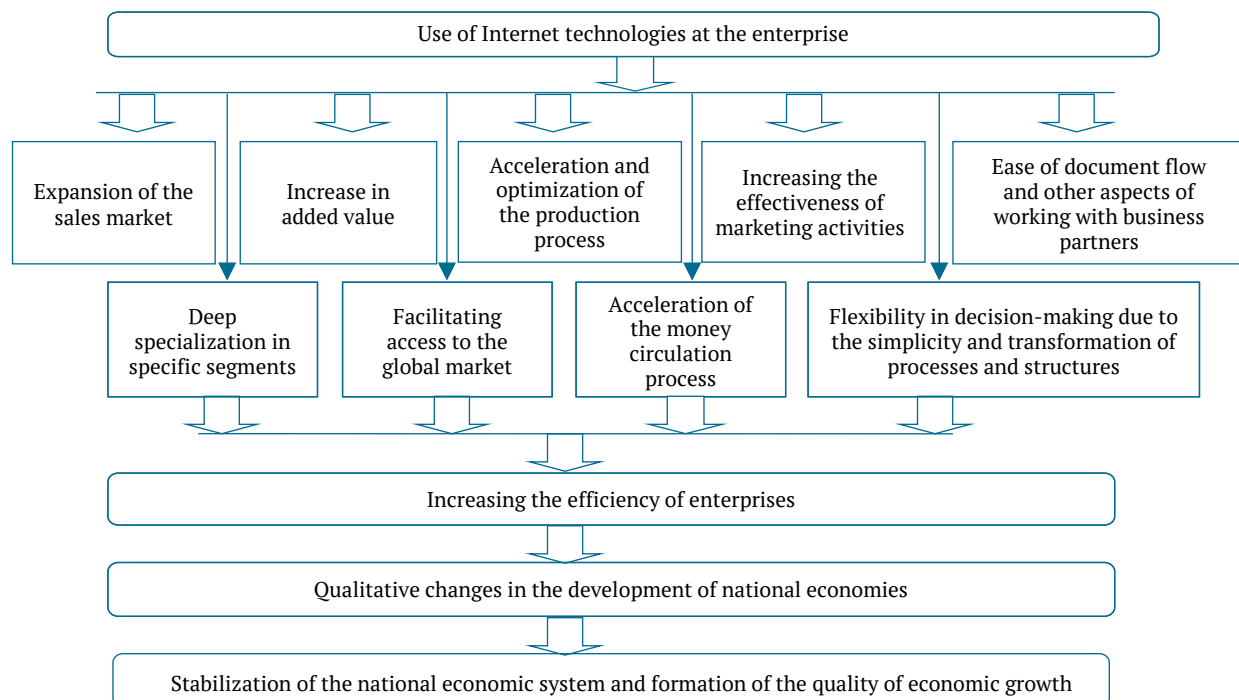 Use of Internet technologies at the enterprise
Expansion of the
sales market
Increase in
added value
Acceleration and
optimization of
the production
process
Increasing the
effectiveness of
marketing activities
Ease of document flow
and other aspects of
working with business
partners
Deep
specialization in
specific segments
Facilitating
access to the
global market
Acceleration of
the money
circulation
process
Flexibility in decision-making due to
the simplicity and transformation of
processes and structures
Increasing the efficiency of enterprises
Qualitative changes in the development of national economies
Stabilization of the national economic system and formation of the quality of economic growth